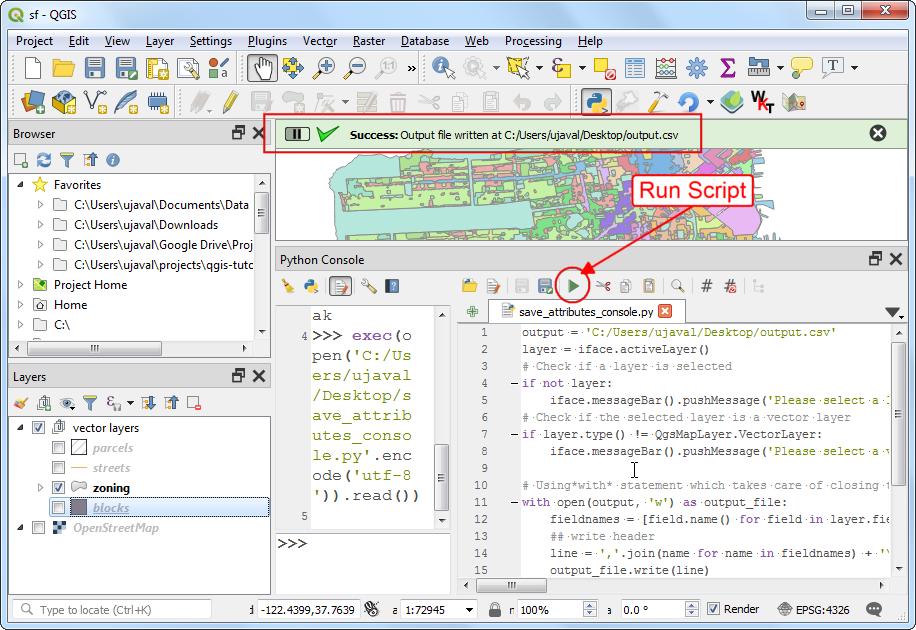 sf - QGIS
Project Edit View Layer Settings Plugins Vector Raster Database Web Processing Help
Browser
Success: Output file written at C:/Users/ujaval/Desktop/output.csv
Favorites
C:\Users\ujaval\Documents\Data
C:\Users\ujaval\Downloads
C:\Users\ujaval\Google Drive\Proj
C:\Users\ujaval\projects\qgis-tuto
Project Home
Home
C:\
Run Script
Python Console
save_attributes_console.py
ak
4 >>> exec(o
pen('C:/Us
ers/ujaval
/Desktop/s
ave_attrib
utes_conso
le.py'.enc
ode('utf-8
')).read())
5
>>>
1 output = 'C:/Users/ujaval/Desktop/output.csv'
2 layer = iface.activeLayer()
3 # Check if a layer is selected
4 if not layer:
5 iface.messageBar().pushMessage('Please select a l
6 # Check if the selected layer is a vector layer
7 if layer.type() != QgsMapLayer.VectorLayer:
8 iface.messageBar().pushMessage('Please select a v
9
10 # Using*with* statement which takes care of closing t
11 with open(output, 'w') as output_file:
12 fieldnames = [field.name() for field in layer.fie
13 ## write header
14 line = ','.join(name for name in fieldnames) + '\
15 output_file.write(line)
Layers
vector layers
parcels
streets
zoning
blocks
OpenStreetMap
Type to locate (Ctrl+K)
d -122.4399,37.7639 a 1:72945 n 100% a 0.0 ° Render EPSG:4326